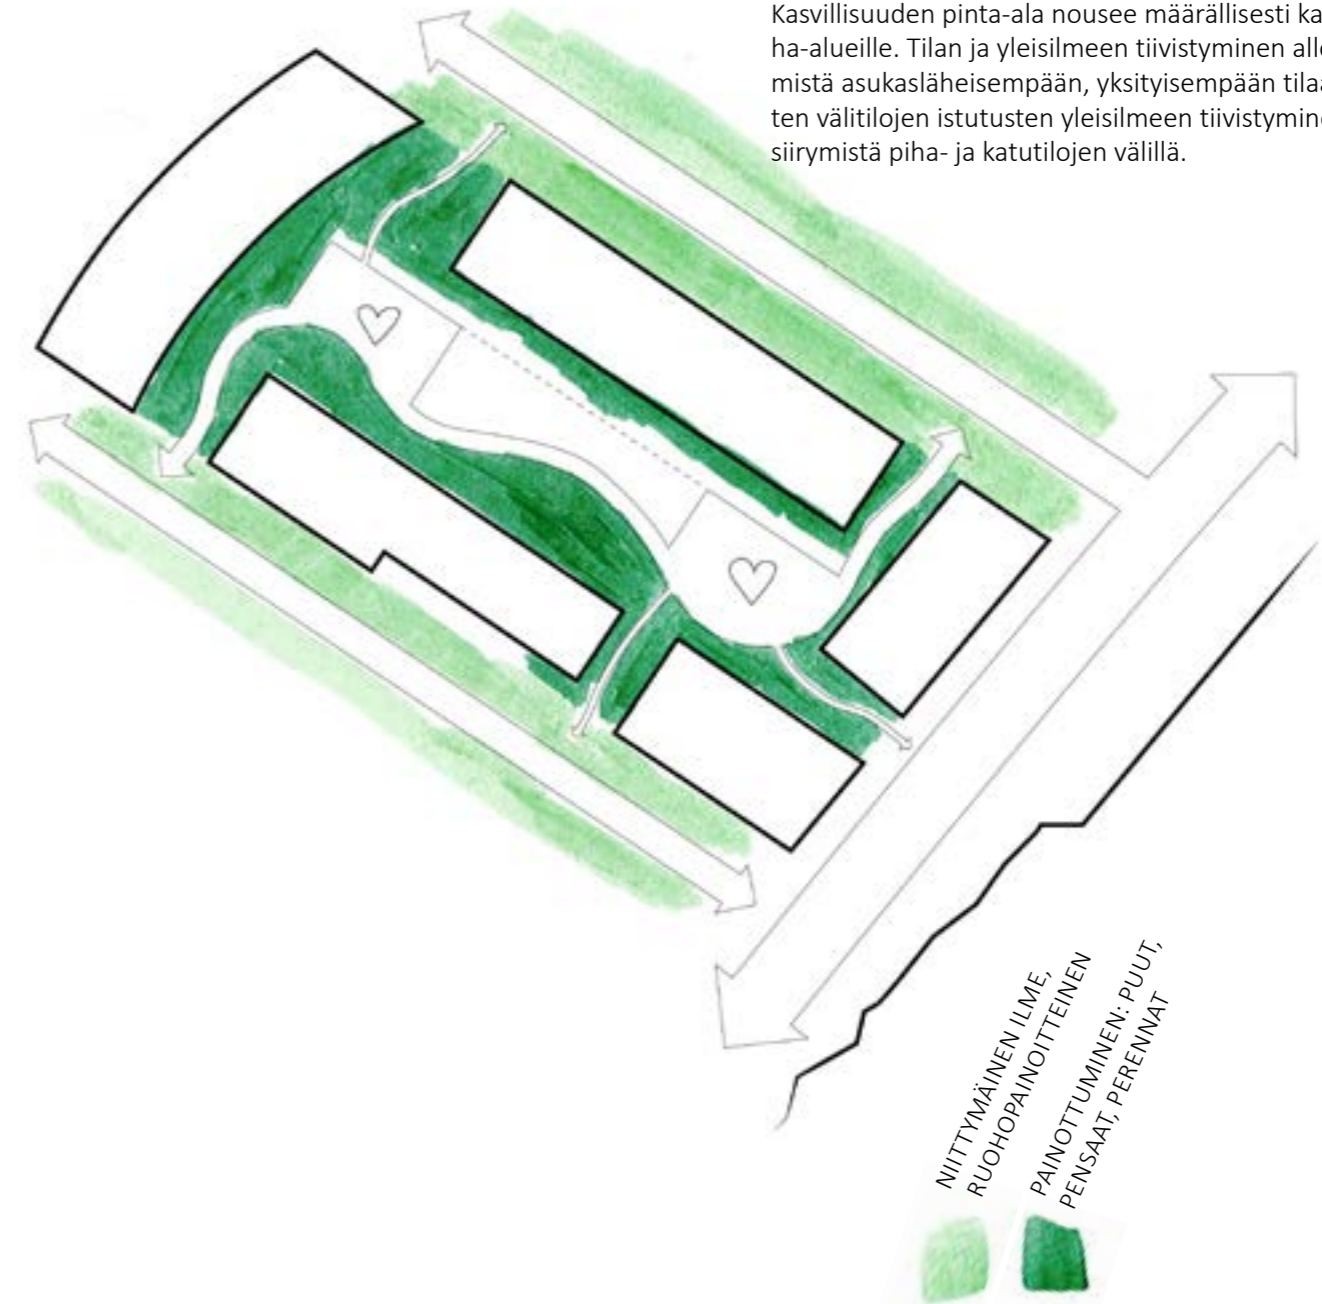 Kasvillisuuden pinta-ala nousee määrällisesti ka
ha-alueille. Tilan ja yleisilmeen tiivistyminen all
mistä asukasläheisempään, yksityisempään tila
ten välitilojen istutusten yleisilmeen tiivistymin
siirymistä piha- ja katutilojen välillä.
NIITTYMÄINEN ILME,
RUOHOPAINOITTEINEN
PAINOTTUMINEN: PUUT,
PENSAAT, PERENNAT